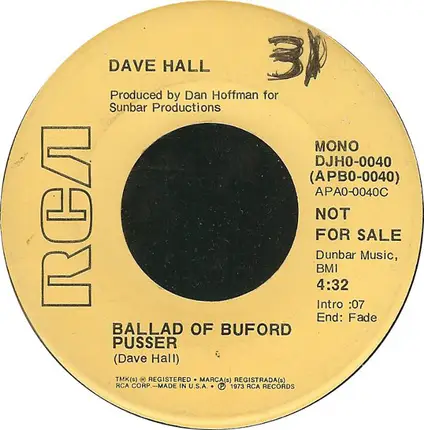 DAVE HALL
31
Produced by Dan Hoffman for
Sunbar Productions
RCA
MONO
DJH0-0040
(APB0-0040)
APA0-0040C
NOT
FOR SALE
Dunbar Music,
BMI
4:32
Intro :07
End: Fade
BALLAD OF BUFORD
PUSSER
(Dave Hall)
TMK(s) ® REGISTERED • MARCA(s) REGISTRADA(s)
RCA CORP.—MADE IN U.S.A. • ℗ 1973 RCA RECORDS